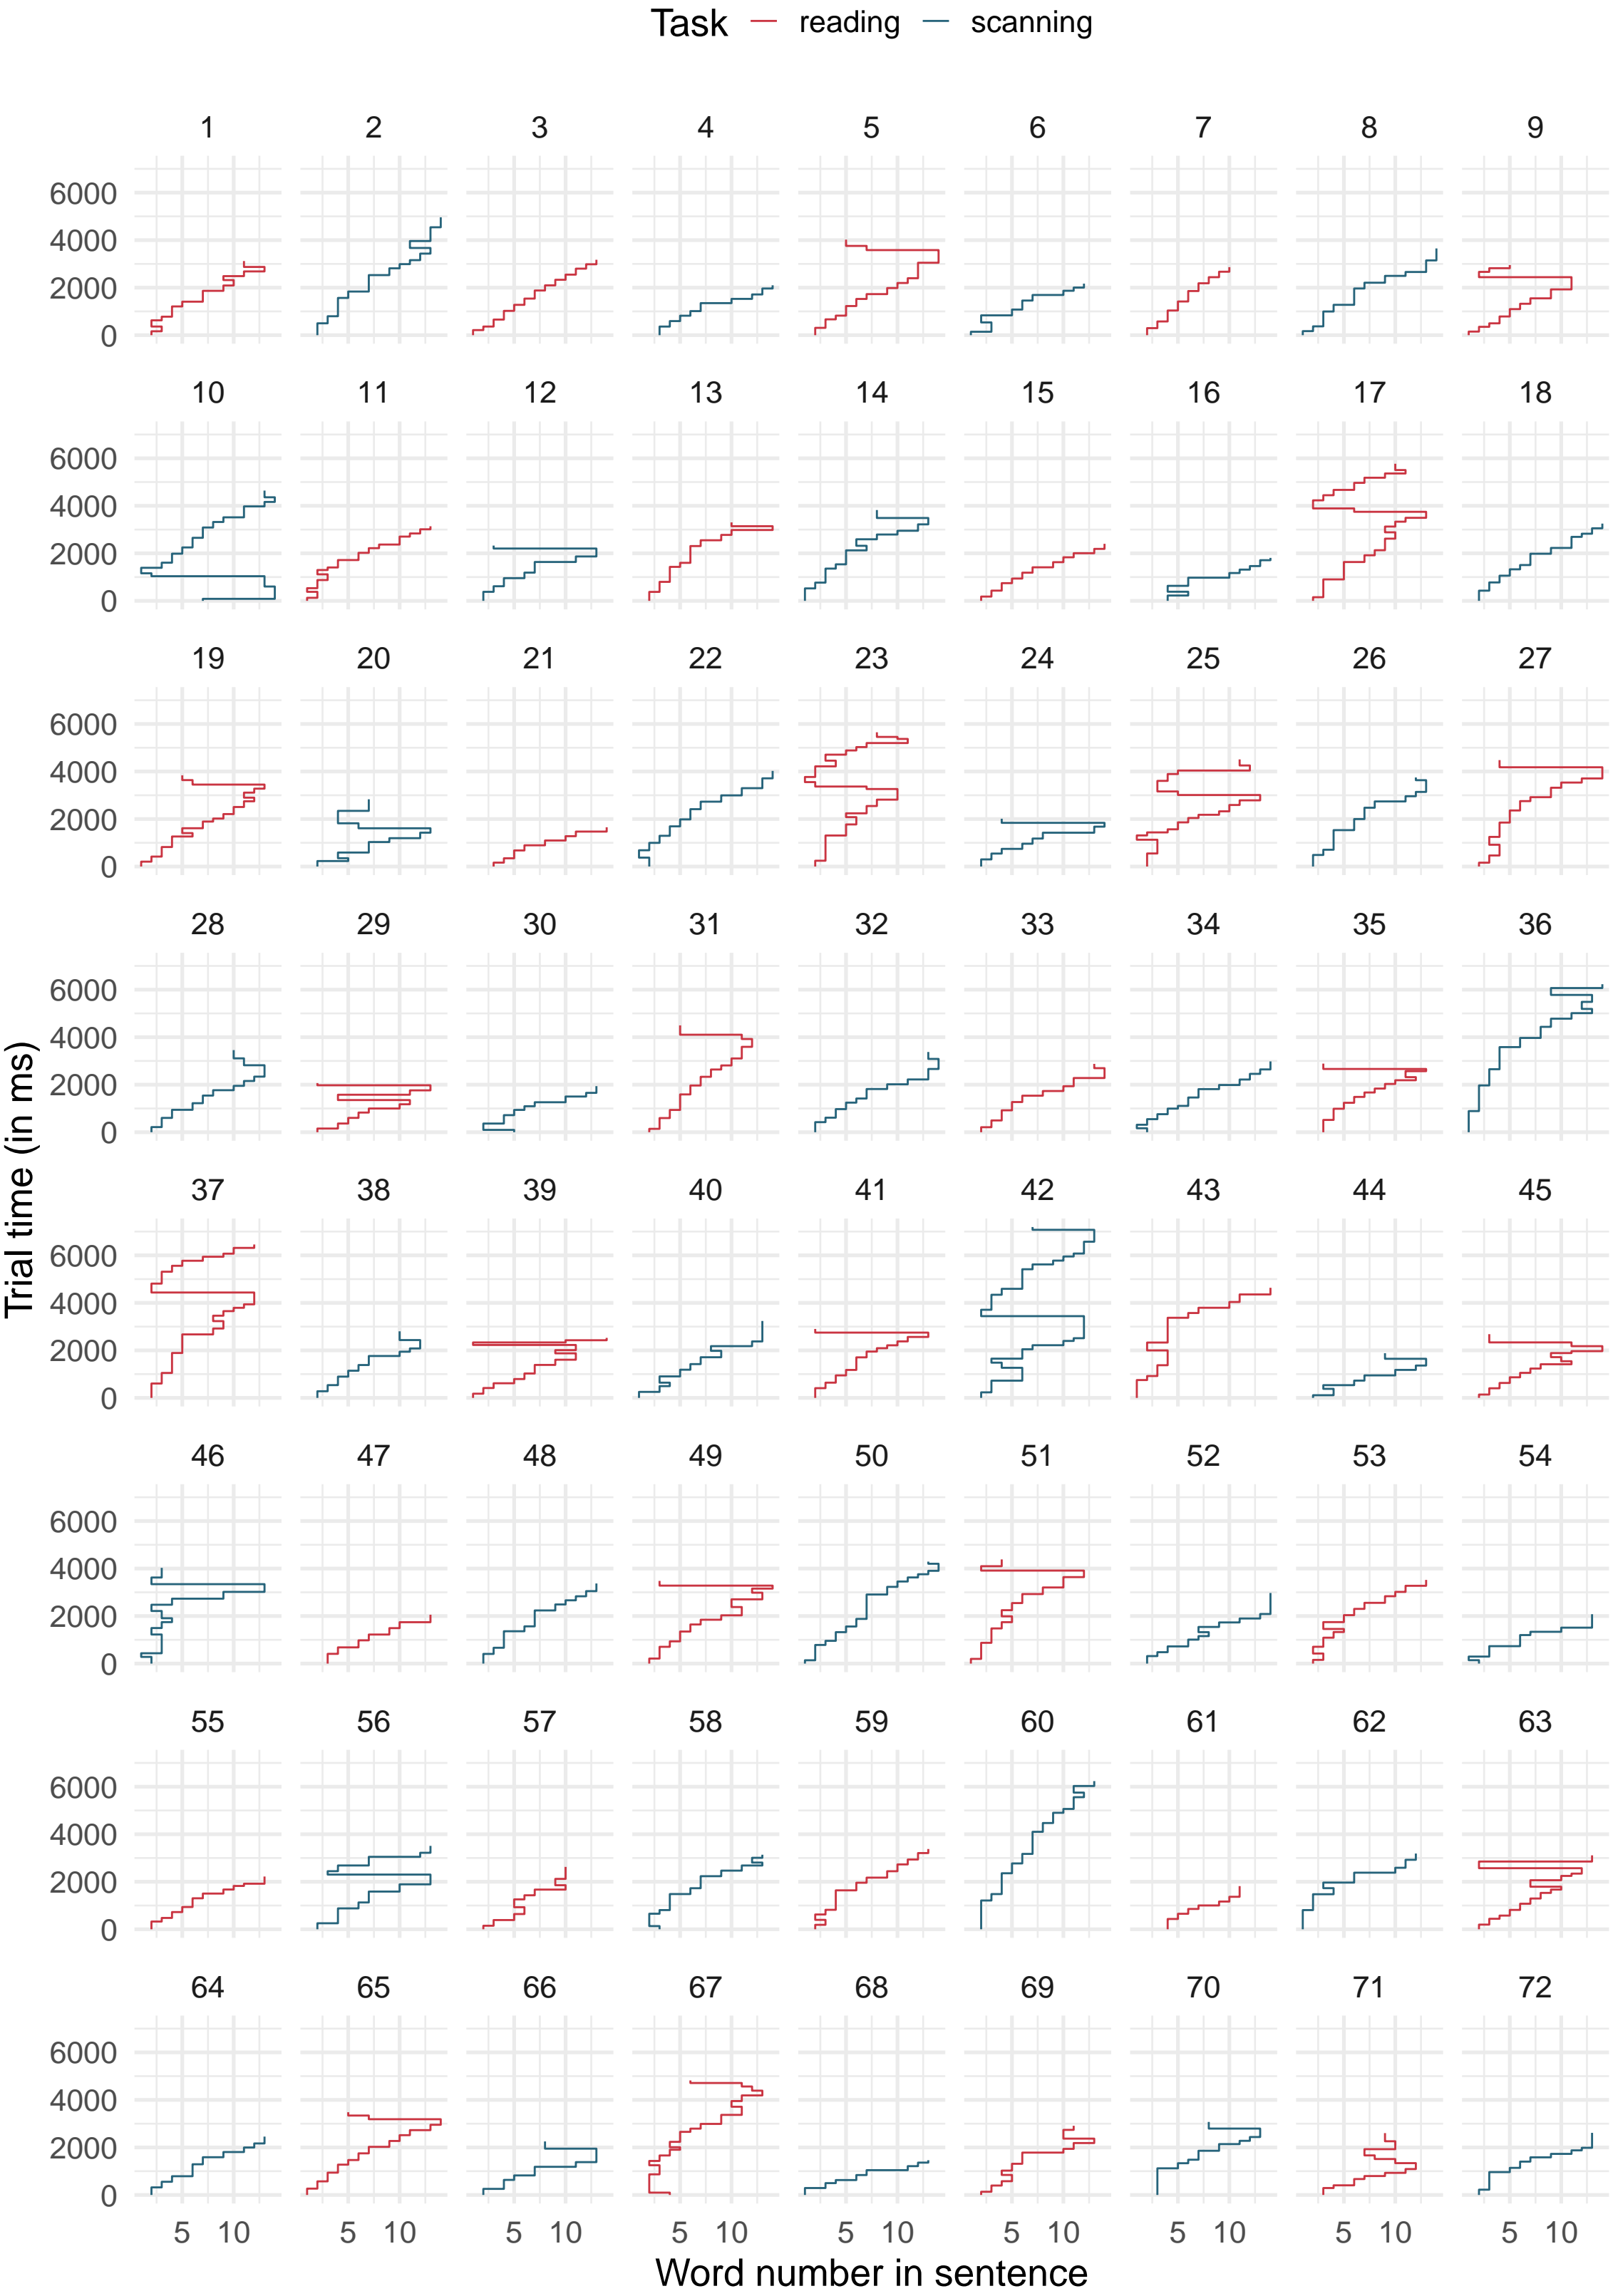 Task reading scanning
1 2 3 4 5 6 7 8 9
6000
4000
2000
0
10 11 12 13 14 15 16 17 18
6000
4000
2000
0
19 20 21 22 23 24 25 26 27
6000
4000
2000
0
28 29 30 31 32 33 34 35 36
6000
4000
2000
0
Trial time (in ms)
37 38 39 40 41 42 43 44 45
6000
4000
2000
0
46 47 48 49 50 51 52 53 54
6000
4000
2000
0
55 56 57 58 59 60 61 62 63
6000
4000
2000
0
64 65 66 67 68 69 70 71 72
6000
4000
2000
0
5 10 5 10 5 10 5 10 5 10 5 10 5 10 5 10 5 10
Word number in sentence